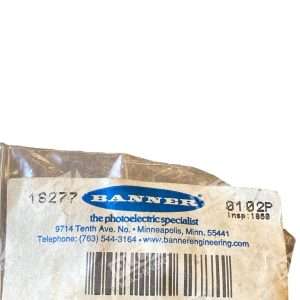 18277 BANNER 0102P
Insp:1860
the photoelectric specialist
9714 Tenth Ave. No. • Minneapolis, Minn. 55441
Telephone: (763) 544-3164 • www.bannerengineering.com